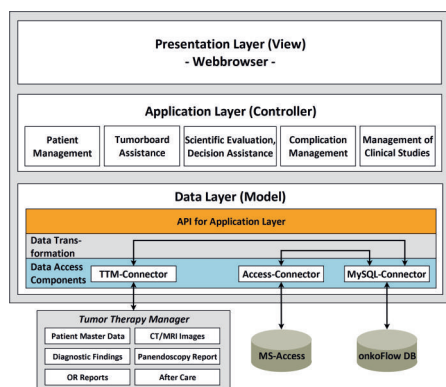 Presentation Layer (View)
- Webbrowser -
Application Layer (Controller)
Patient
Management
Tumorboard
Assistance
Scientific Evaluation,
Decision Assistance
Complication
Management
Management of
Clinical Studies
Data Layer (Model)
API for Application Layer
Data Trans-
formation
Data Access
Components
TTM-Connector
Access-Connector
MySQL-Connector
Tumor Therapy Manager
Patient Master Data
CT/MRI Images
Diagnostic Findings
Panendoscopy Report
OR Reports
After Care
MS-Access
onkoFlow DB